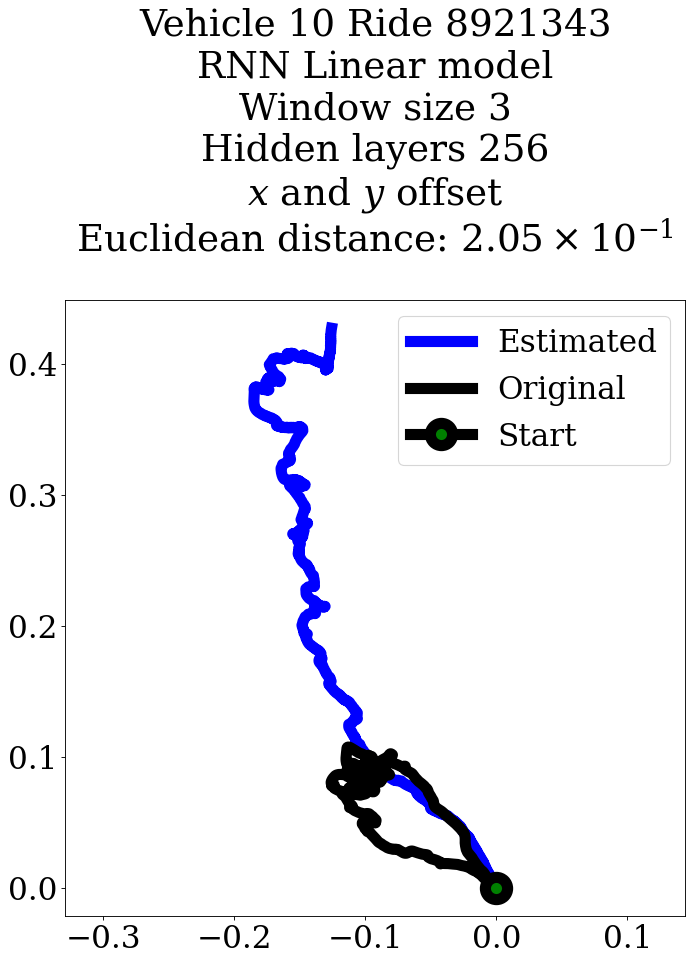 Vehicle 10 Ride 8921343
RNN Linear model
Window size 3
Hidden layers 256
x and y offset
Euclidean distance: 2.05 × 10⁻¹
Estimated
Original
Start
0.4
0.3
0.2
0.1
0.0
−0.3 −0.2 −0.1 0.0 0.1